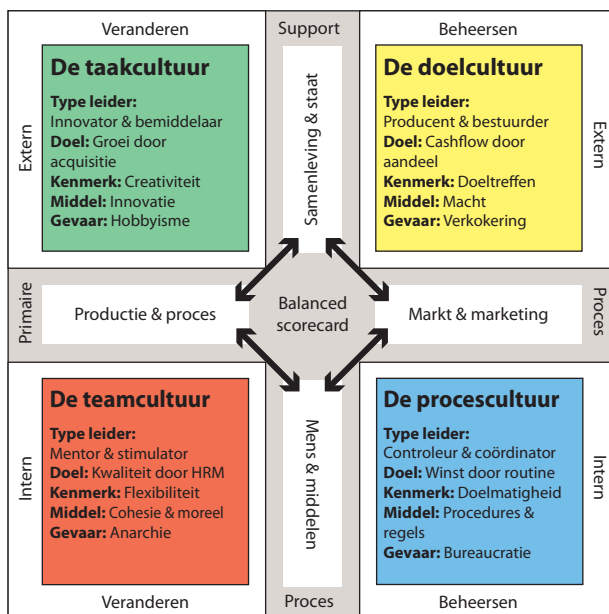 Veranderen
Support
Beheersen
De taakcultuur
Type leider:
Innovator & bemiddelaar
Doel: Groei door
acquisitie
Kenmerk: Creativiteit
Middel: Innovatie
Gevaar: Hobbyisme
Extern
Samenleving & staat
De doelcultuur
Type leider:
Producent & bestuurder
Doel: Cashflow door
aandeel
Kenmerk: Doeltreffen
Middel: Macht
Gevaar: Verkokering
Extern
Primaire
Productie & proces
Balanced
scorecard
Markt & marketing
Proces
De teamcultuur
Type leider:
Mentor & stimulator
Doel: Kwaliteit door HRM
Kenmerk: Flexibiliteit
Middel: Cohesie & moreel
Gevaar: Anarchie
Intern
Mens & middelen
De procescultuur
Type leider:
Controleur & coördinator
Doel: Winst door routine
Kenmerk: Doelmatigheid
Middel: Procedures &
regels
Gevaar: Bureaucratie
Intern
Veranderen
Proces
Beheersen